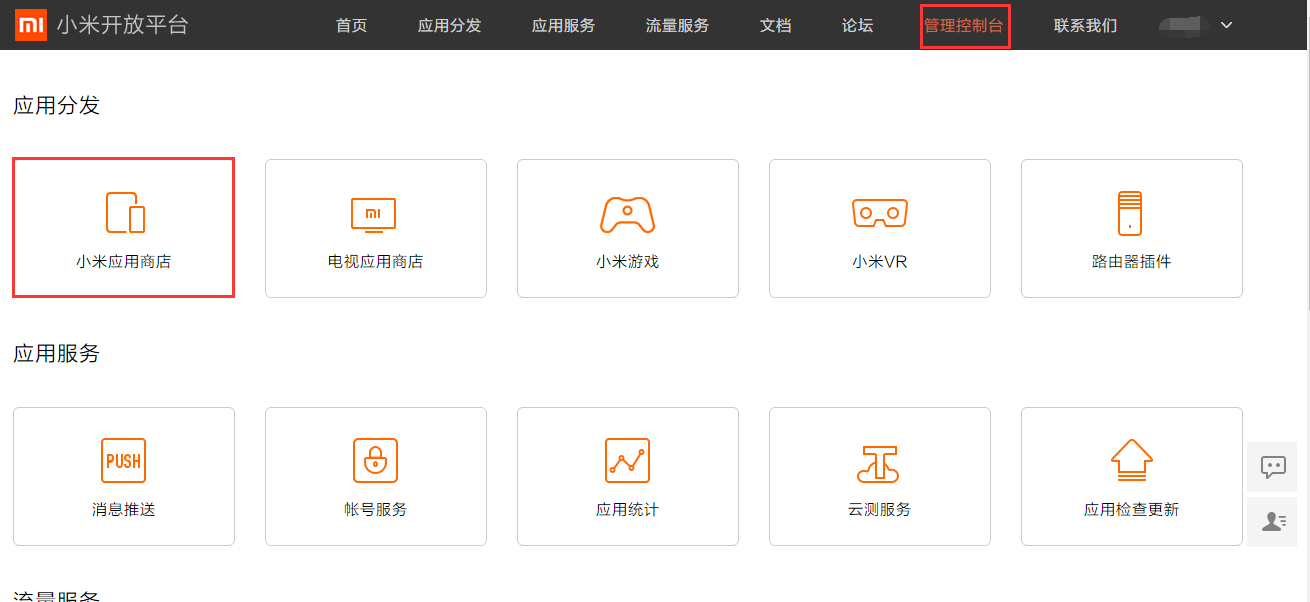 小米开放平台 首页 应用分发 应用服务 流量服务 文档 论坛 管理控制台 联系我们
应用分发
小米应用商店 电视应用商店 小米游戏 小米VR 路由器插件
应用服务
PUSH
消息推送 帐号服务 应用统计 云测服务 应用检查更新
流量服务